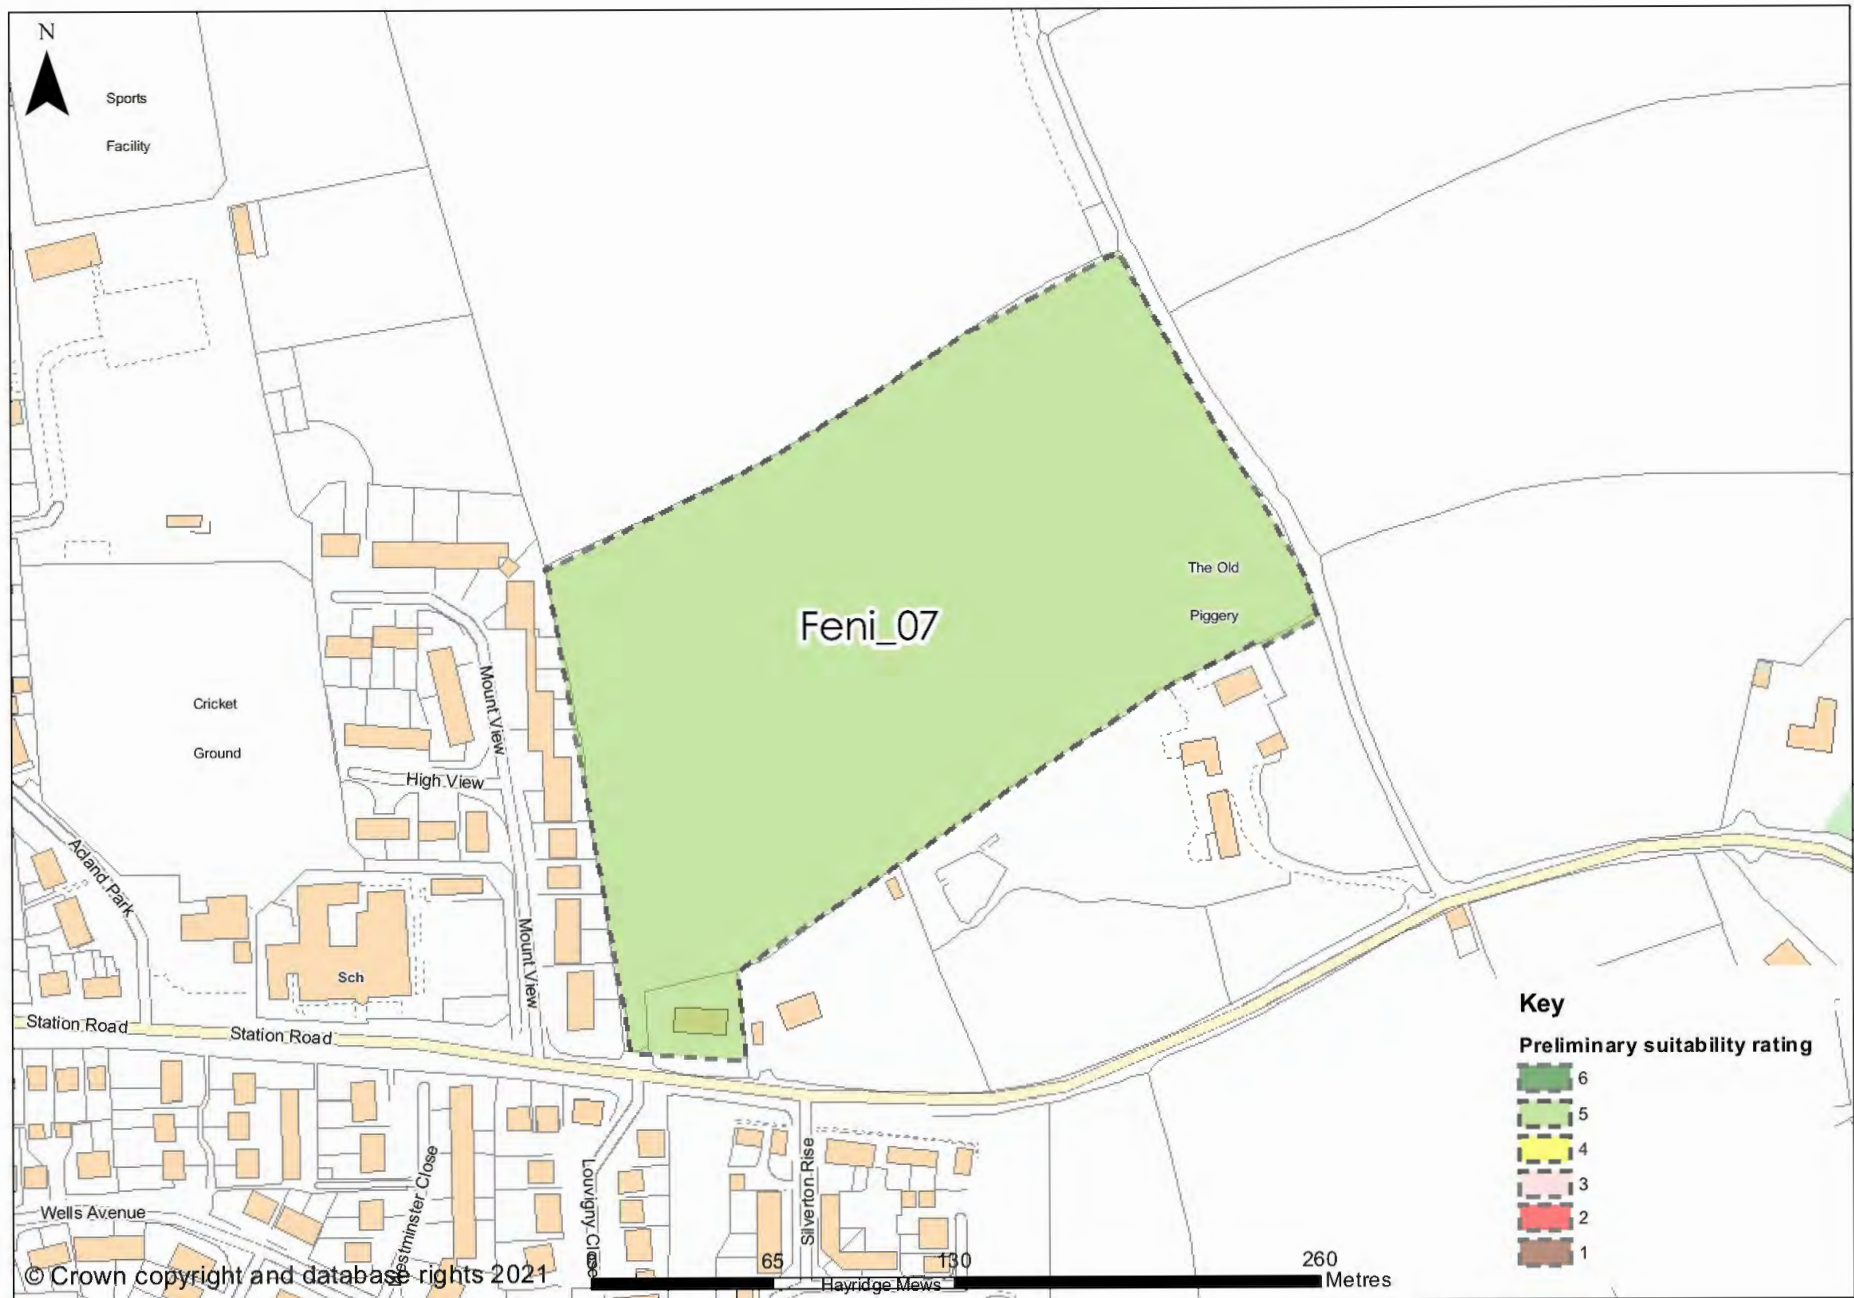 N
Sports
Facility
The Old
Piggery
Feni_07
Cricket
Ground
Mount View
High View
Acland Park
Mount View
Sch
Station Road
Station Road
Key
Preliminary suitability rating
6
5
4
3
2
1
Wells Avenue
Westminster Close
Louvigny Close
Silverton Rise
Hayridge Mews
© Crown copyright and database rights 2021
0
65
130
260
Metres